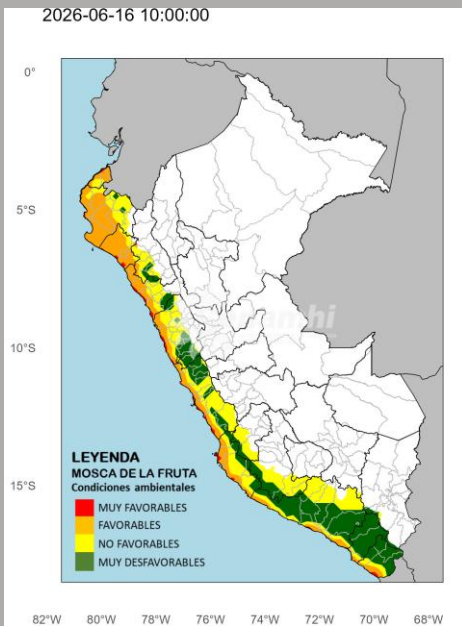 2026-06-16 10:00:00
0°
5°S
10°S
15°S
LEYENDA
MOSCA DE LA FRUTA
Condiciones ambientales
MUY FAVORABLES
FAVORABLES
NO FAVORABLES
MUY DESFAVORABLES
82°W 80°W 78°W 76°W 74°W 72°W 70°W 68°W